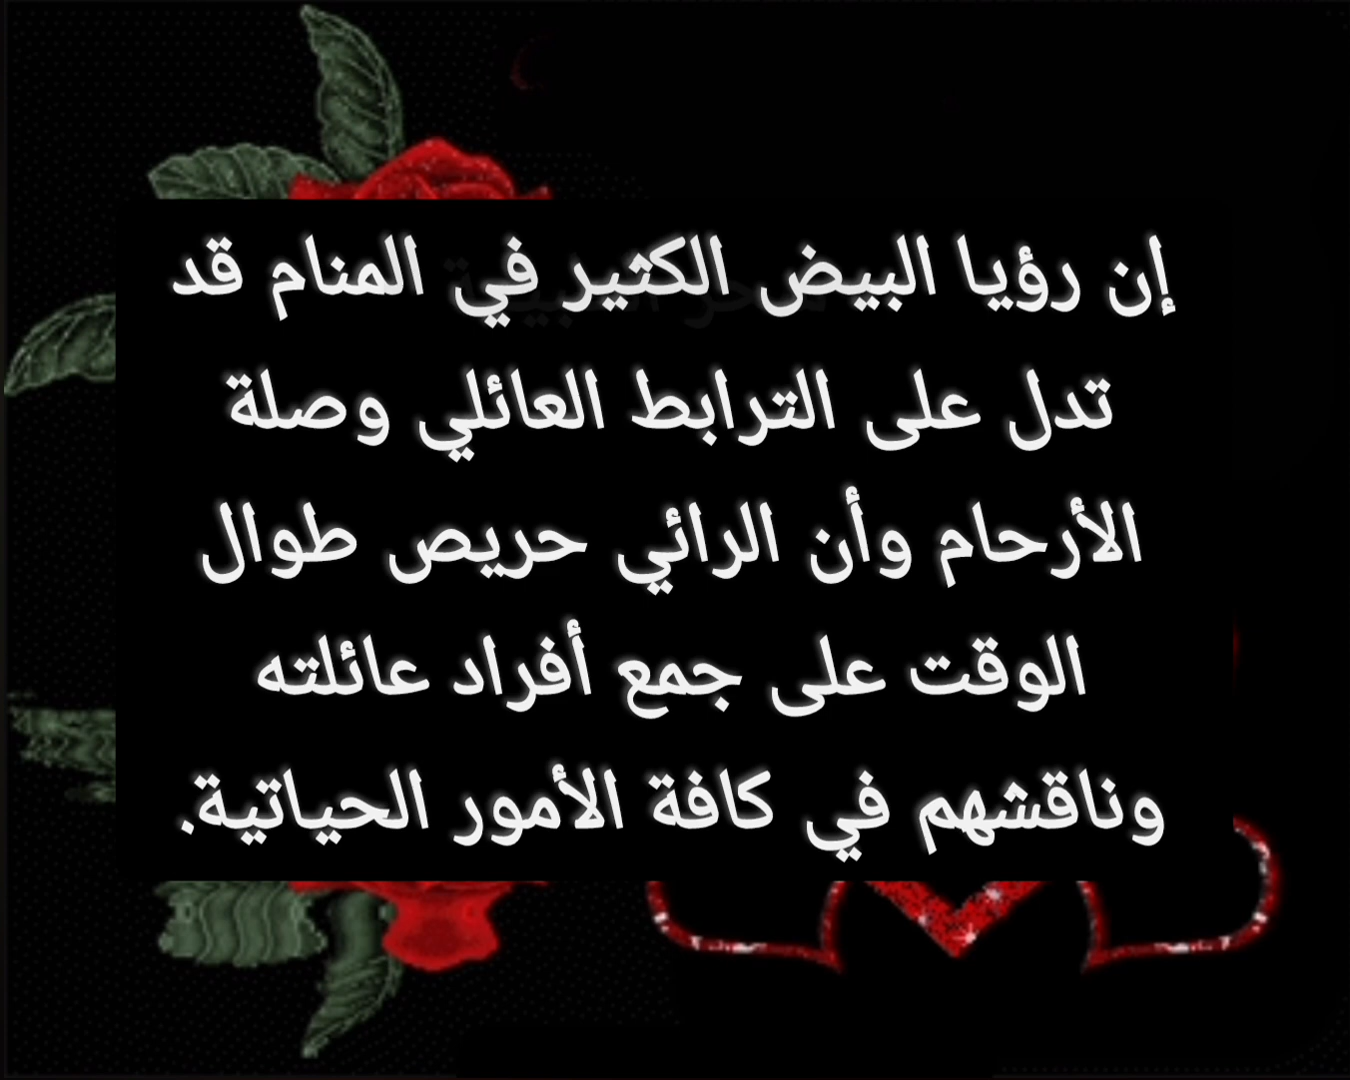 إن رؤيا البيض الكثير في المنام قد
تدل على الترابط العائلي وصلة
الأرحام وأن الرائي حريص طوال
الوقت على جمع أفراد عائلته
وناقشهم في كافة الأمور الحياتية.